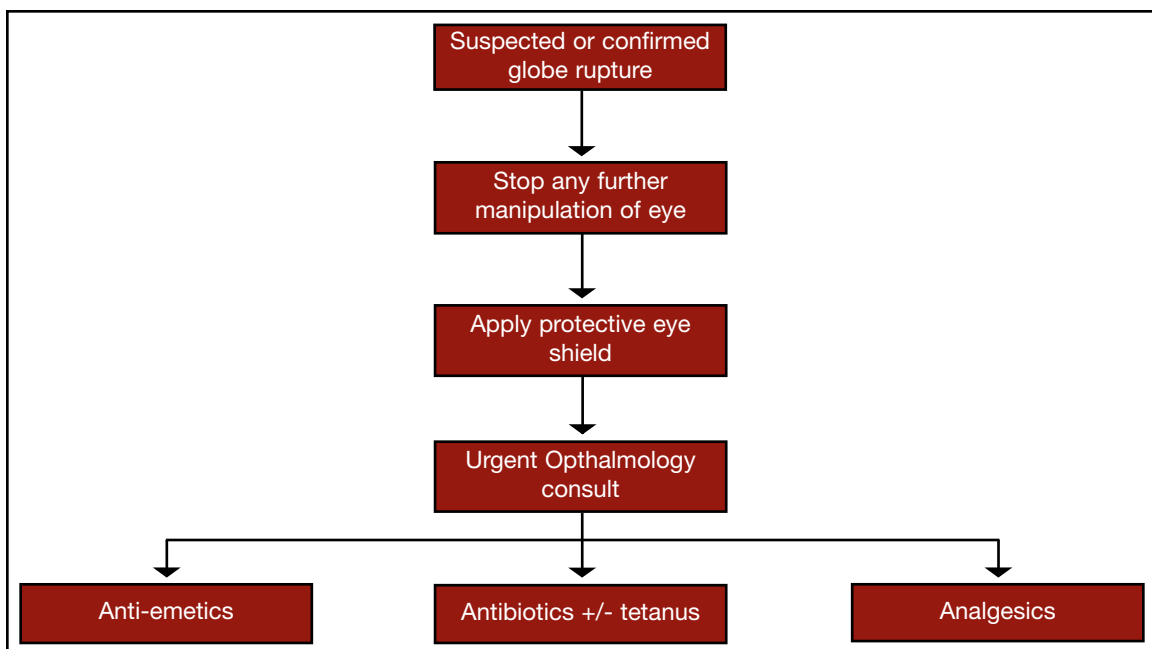 Suspected or confirmed
globe rupture
Stop any further
manipulation of eye
Apply protective eye
shield
Urgent Opthalmology
consult
Anti-emetics
Antibiotics +/- tetanus
Analgesics